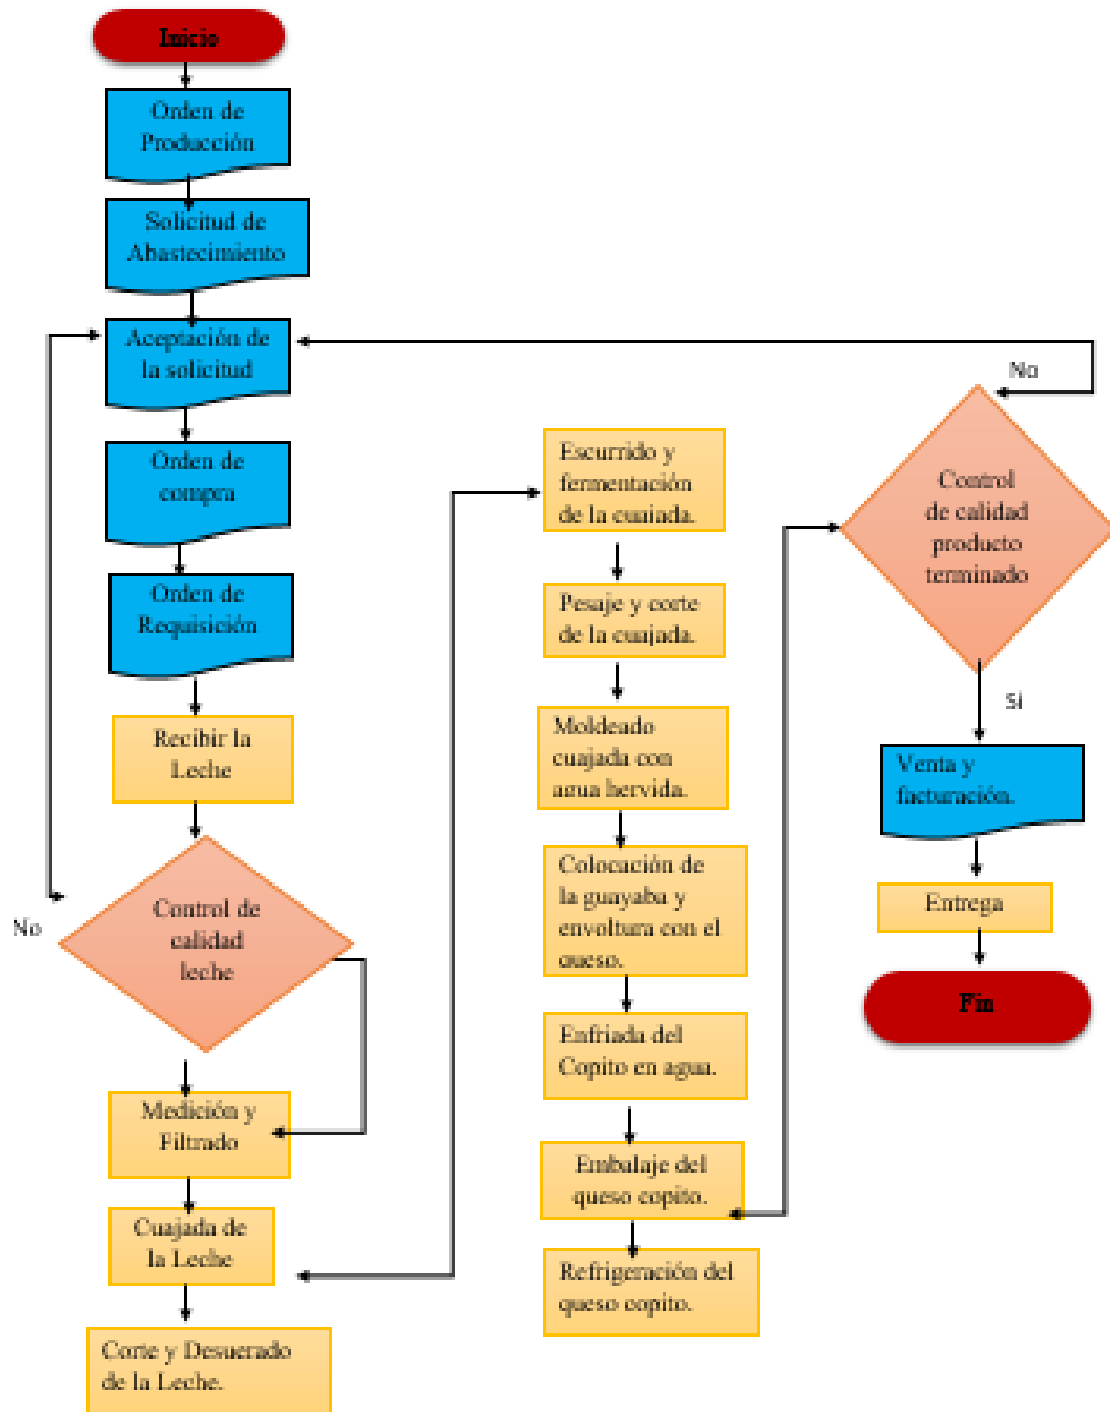 Inicio
Orden de
Producción
Solicitud de
Abastecimiento
Aceptación de
la solicitud
Orden de
compra
Orden de
Requisición
Recibir la
Leche
No
Control de
calidad
leche
Medición y
Filtrado
Cuajada de
la Leche
Corte y Desuerado
de la Leche.
Escurrido y
fermentación
de la cuajada.
Pesaje y corte
de la cuajada.
Moldeado
cuajada con
agua hervida.
Colocación de
la guayaba y
envoltura con el
queso.
Enfriada del
Copito en agua.
Embalaje del
queso copito.
Refrigeración del
queso copito.
No
Control
de calidad
producto
terminado
Si
Venta y
facturación.
Entrega
Fin